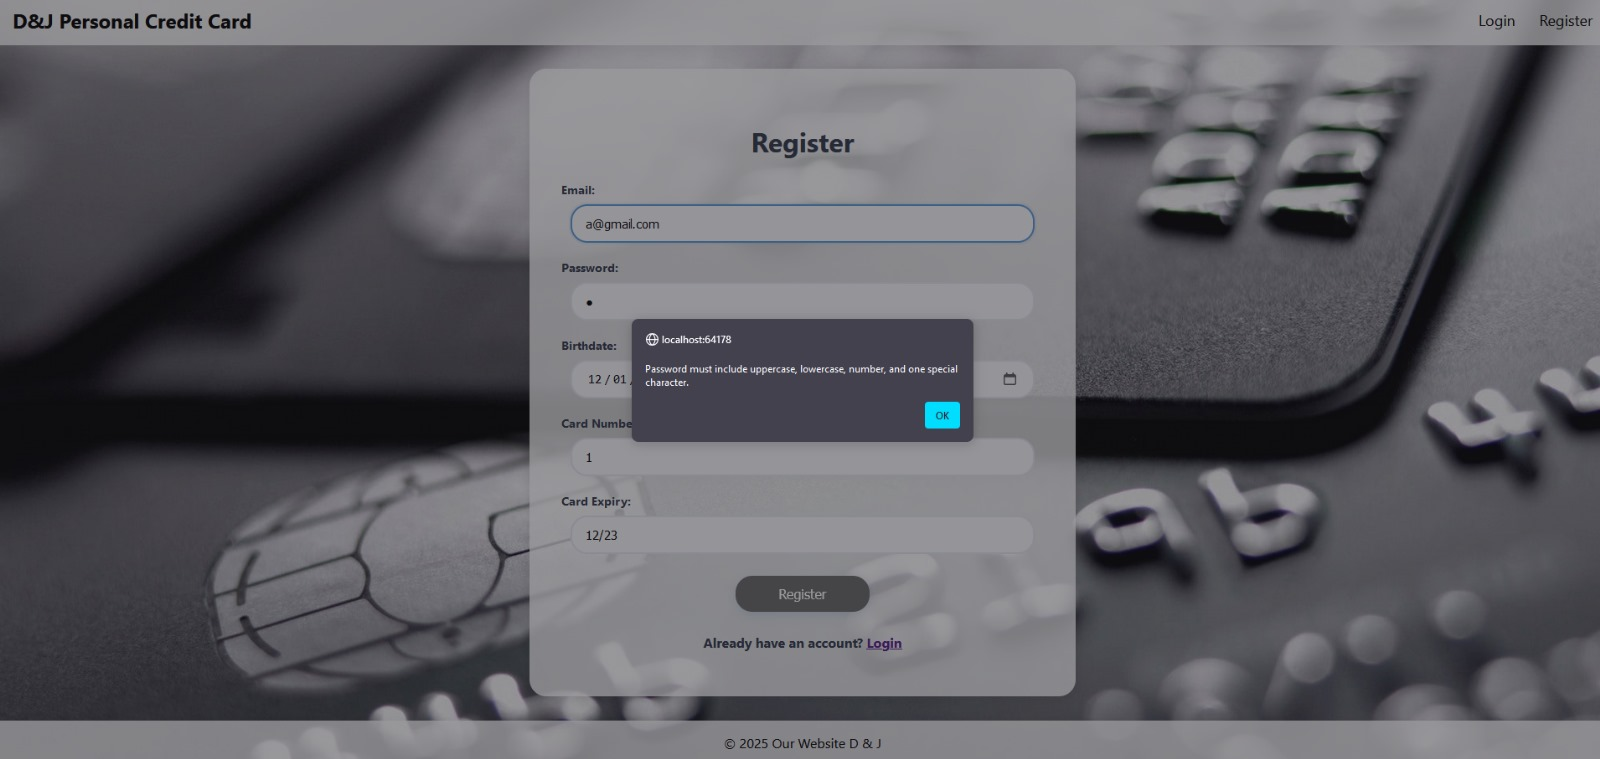 D&J Personal Credit Card
Login
Register
Register
Email:
a@gmail.com
Password:
•
localhost:64178
Birthdate:
Password must include uppercase, lowercase, number, and one special
character.
12 / 01
OK
Card Numbe
1
Card Expiry:
12/23
Register
Already have an account? Login
© 2025 Our Website D & J